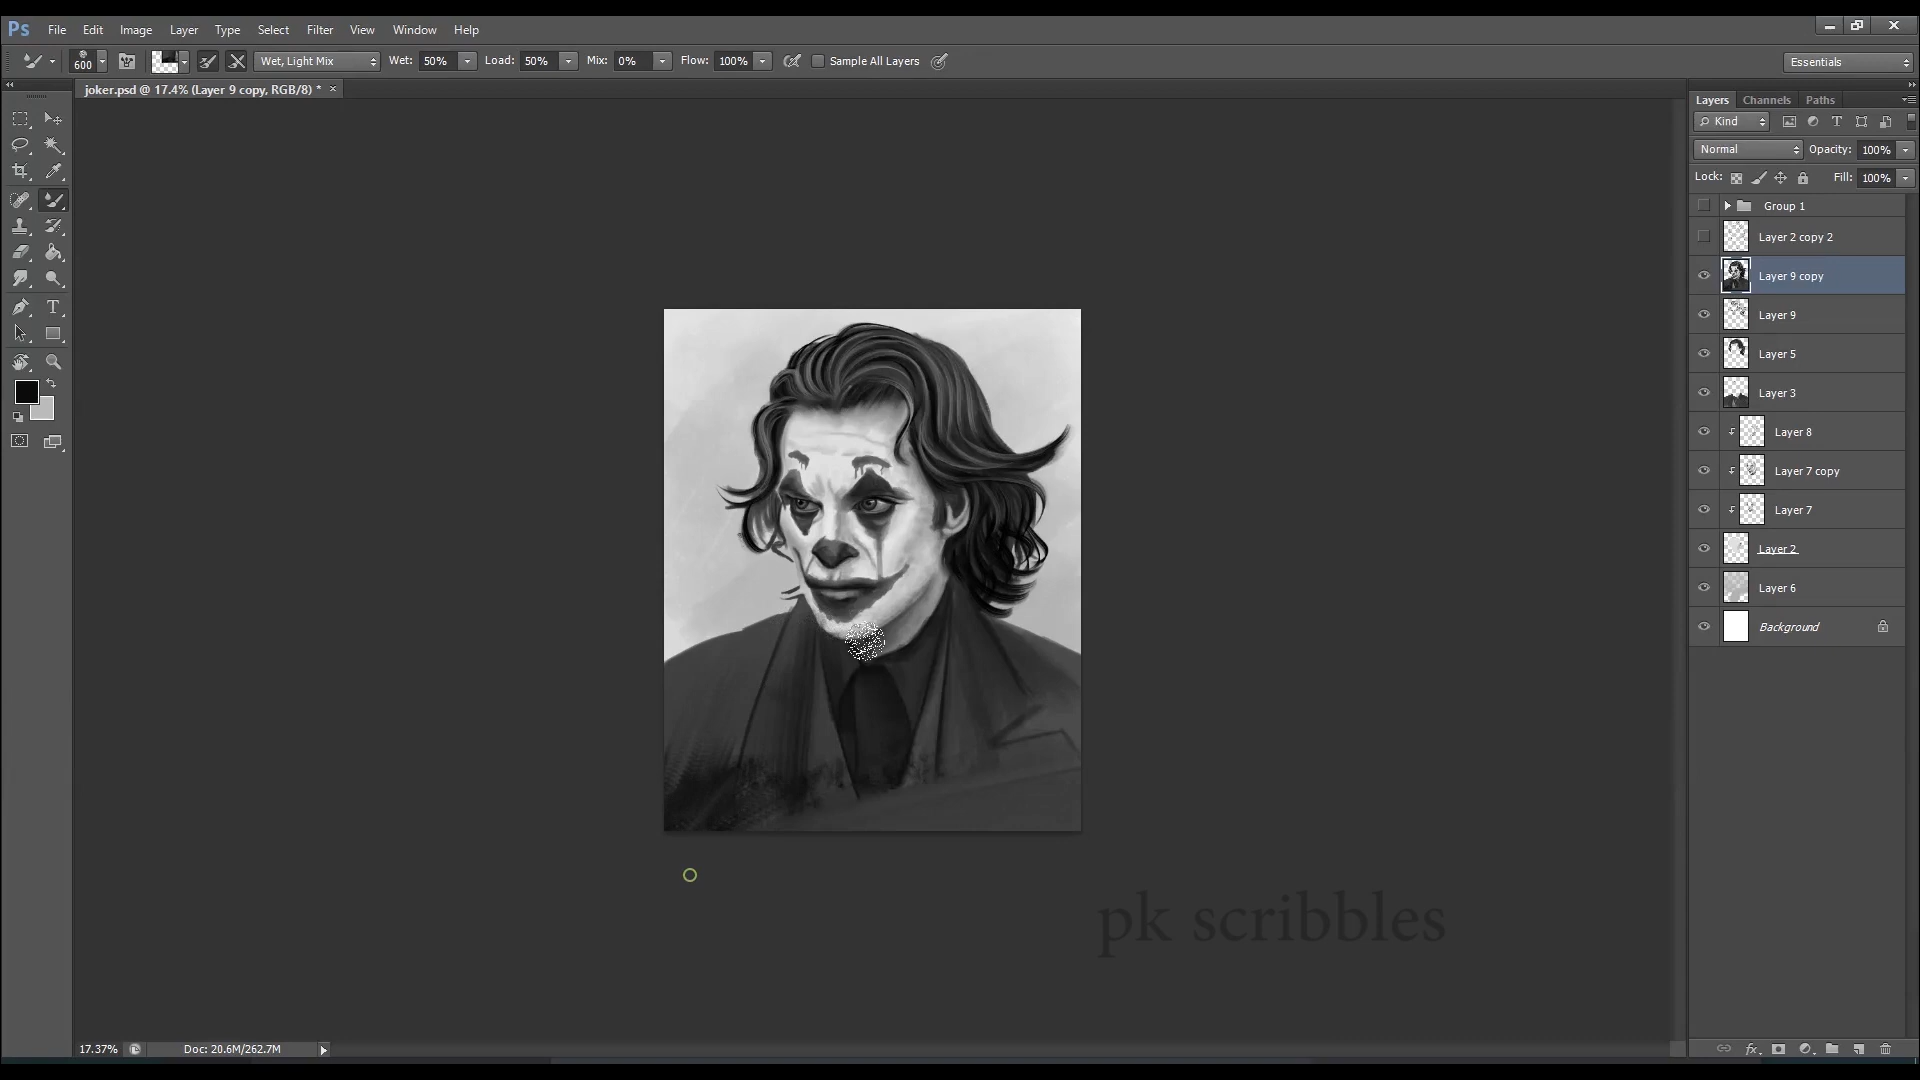 Ps File Edit Image Layer Type Select Filter View Window Help
600 Wet, Light Mix Wet: 50% Load: 50% Mix: 0% Flow: 100% Sample All Layers Essentials
joker.psd @ 17.4% (Layer 9 copy, RGB/8) * ×
Layers Channels Paths
Kind
Normal Opacity: 100%
Lock: Fill: 100%
Group 1
Layer 2 copy 2
Layer 9 copy
Layer 9
Layer 5
Layer 3
Layer 8
Layer 7 copy
Layer 7
Layer 2
Layer 6
Background
pk scribbles
17.37% Doc: 20.6M/262.7M